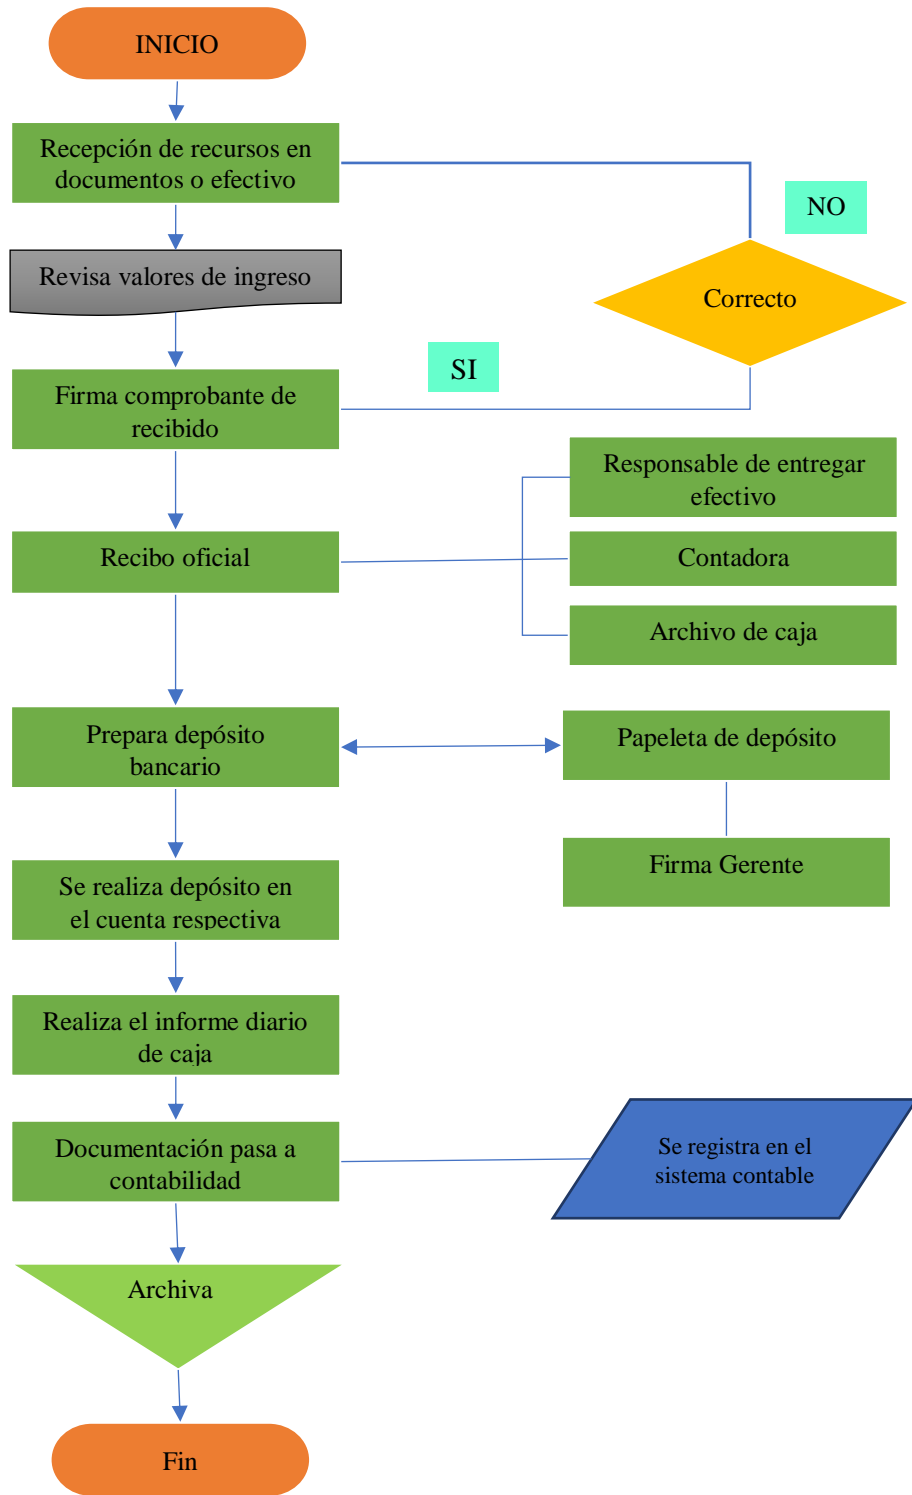 INICIO
Recepción de recursos en
documentos o efectivo
NO
Revisa valores de ingreso
Correcto
SI
Firma comprobante de
recibido
Responsable de entregar
efectivo
Recibo oficial
Contadora
Archivo de caja
Prepara depósito
bancario
Papeleta de depósito
Firma Gerente
Se realiza depósito en
el cuenta respectiva
Realiza el informe diario
de caja
Documentación pasa a
contabilidad
Se registra en el
sistema contable
Archiva
Fin